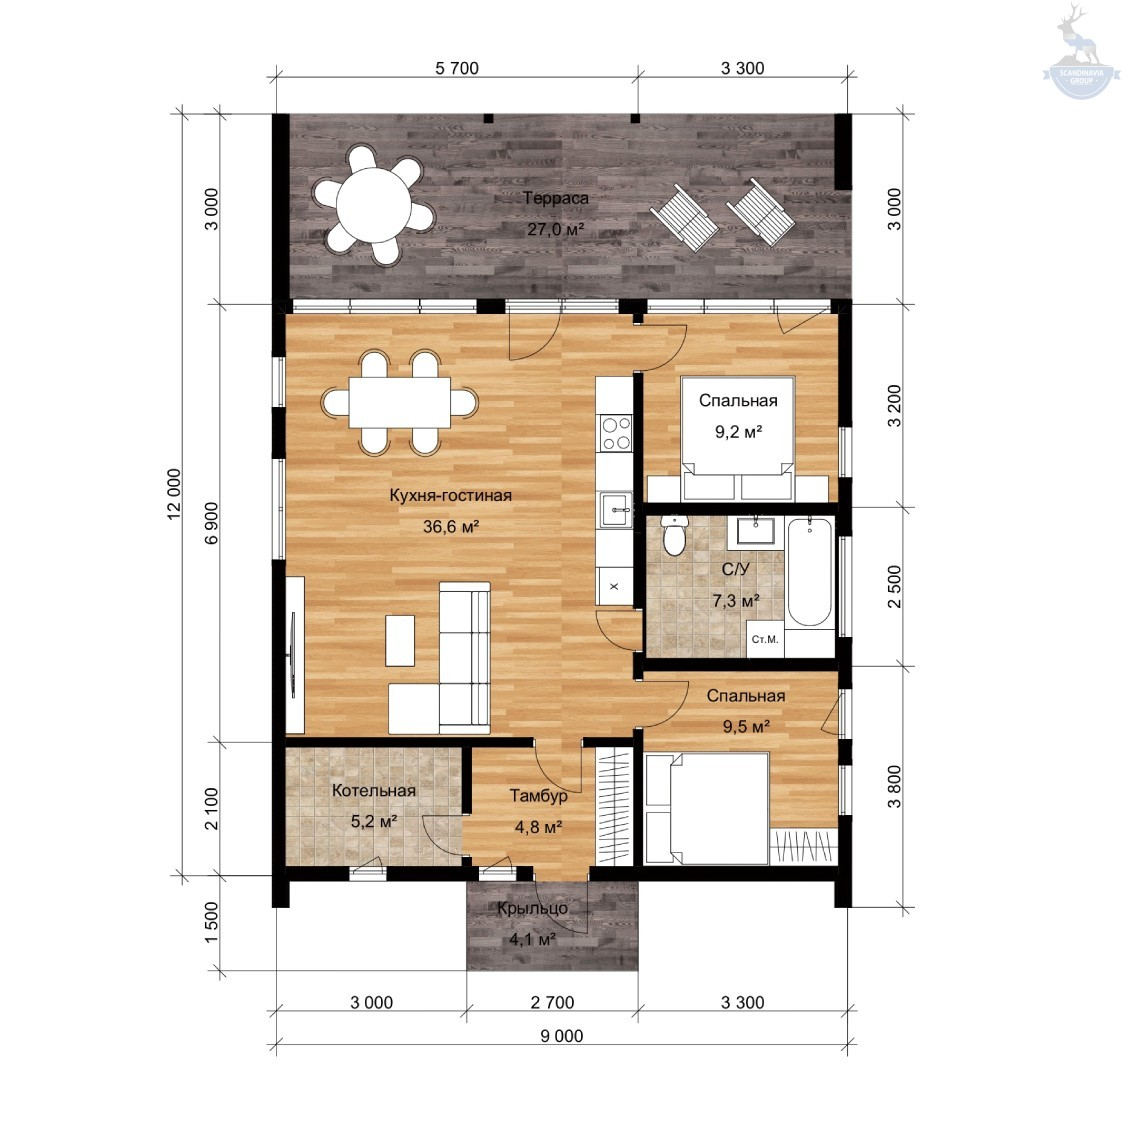 SCANDINAVIA
GROUP
5 700
3 300
3 000
Терраса
27,0 м²
3 000
12 000
6 900
Спальная
9,2 м²
3 200
Кухня-гостиная
36,6 м²
С/У
7,3 м²
2 500
X
Ст.М.
Спальная
9,5 м²
3 800
2 100
Котельная
5,2 м²
Тамбур
4,8 м²
1 500
Крыльцо
4,1 м²
3 000
2 700
3 300
9 000